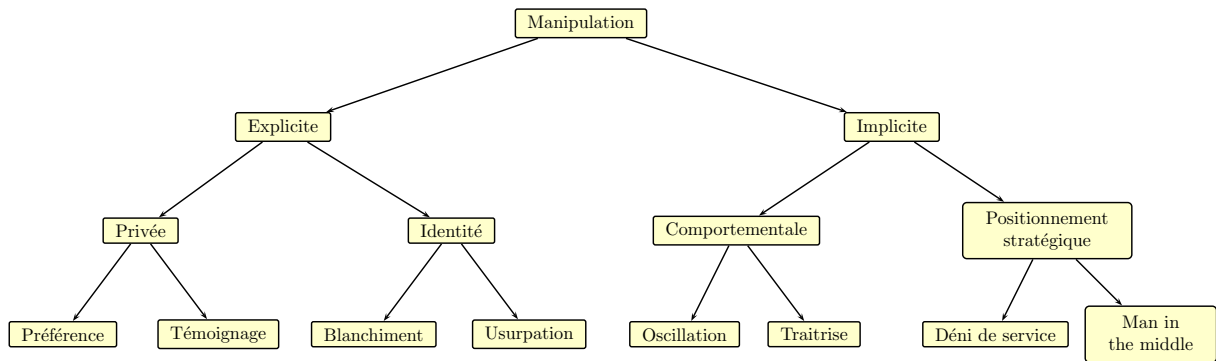 Manipulation
Explicite
Implicite
Privée
Identité
Comportementale
Positionnement
stratégique
Préférence
Témoignage
Blanchiment
Usurpation
Oscillation
Traitrise
Déni de service
Man in
the middle